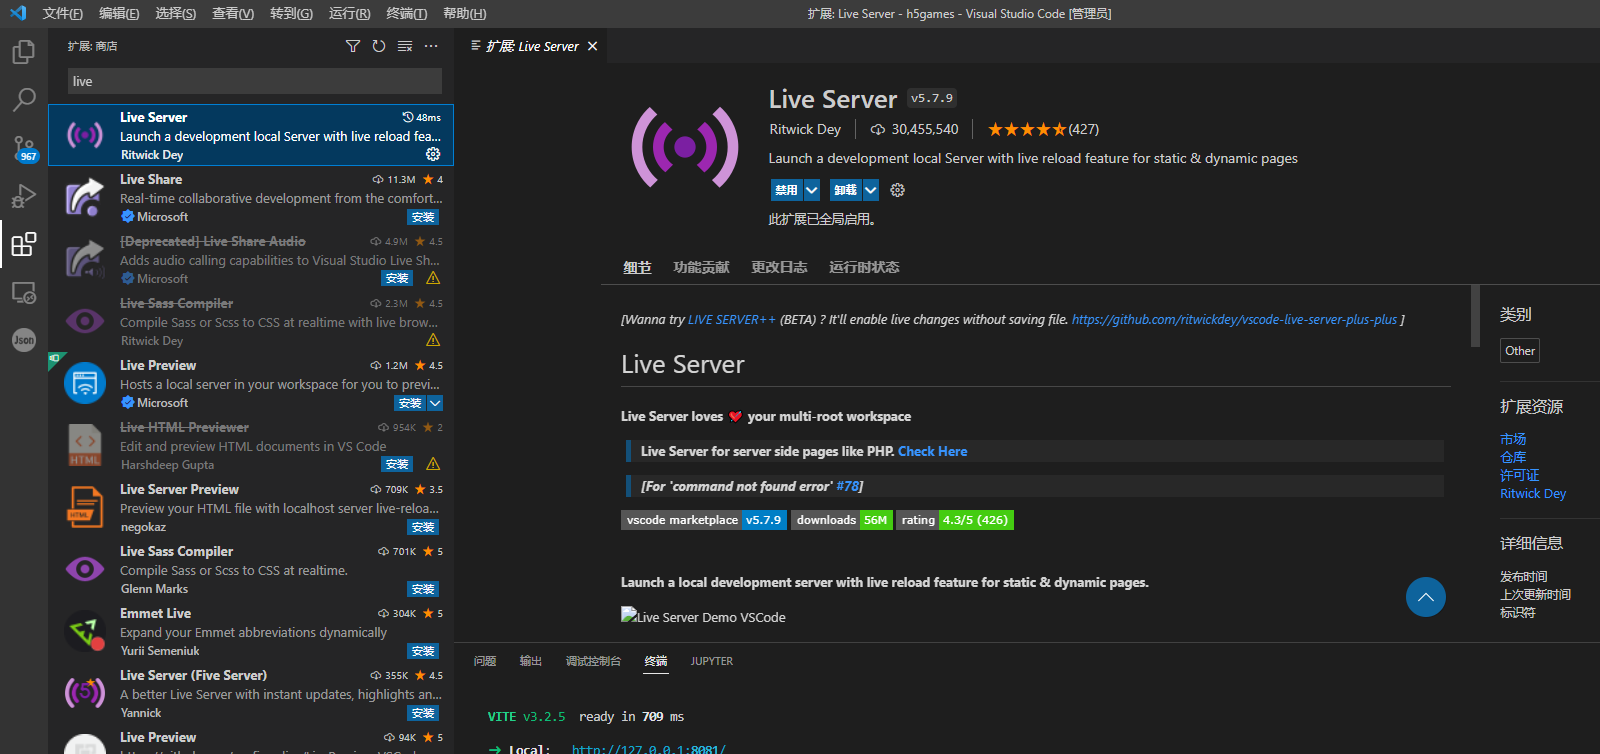 文件(F) 编辑(E) 选择(S) 查看(V) 转到(G) 运行(R) 终端(T) 帮助(H) 扩展: Live Server - h5games - Visual Studio Code [管理员]
扩展: 商店
live
967
Json
Live Server 48ms
Launch a development local Server with live reload fea...
Ritwick Dey
Live Share 11.3M ★ 4
Real-time collaborative development from the comfort...
Microsoft 安装
[Deprecated] Live Share Audio 4.9M ★ 4.5
Adds audio calling capabilities to Visual Studio Live Sh...
Microsoft 安装
Live Sass Compiler 2.3M ★ 4.5
Compile Sass or Scss to CSS at realtime with live brow...
Ritwick Dey
Live Preview 1.2M ★ 4.5
Hosts a local server in your workspace for you to previ...
Microsoft 安装
Live HTML Previewer 954K ★ 2
Edit and preview HTML documents in VS Code
Harshdeep Gupta 安装
HTML
Live Server Preview 709K ★ 3.5
Preview your HTML file with localhost server live-reloa...
negokaz 安装
HTML
Live Sass Compiler 701K ★ 5
Compile Sass or Scss to CSS at realtime.
Glenn Marks 安装
Emmet Live 304K ★ 5
Expand your Emmet abbreviations dynamically
Yurii Semeniuk 安装
Live Server (Five Server) 355K ★ 4.5
A better Live Server with instant updates, highlights an...
Yannick 安装
5
Live Preview 94K ★ 5
扩展: Live Server
Live Server v5.7.9
Ritwick Dey 30,455,540 (427)
Launch a development local Server with live reload feature for static & dynamic pages
禁用 卸载
此扩展已全局启用。
细节 功能贡献 更改日志 运行时状态
[Wanna try LIVE SERVER++ (BETA) ? It'll enable live changes without saving file. https://github.com/ritwickdey/vscode-live-server-plus-plus ]
Live Server
Live Server loves ❤ your multi-root workspace
Live Server for server side pages like PHP. Check Here
[For 'command not found error' #78]
vscode marketplace v5.7.9 downloads 56M rating 4.3/5 (426)
Launch a local development server with live reload feature for static & dynamic pages.
Live Server Demo VSCode
类别
Other
扩展资源
市场
仓库
许可证
Ritwick Dey
详细信息
发布时间
上次更新时间
标识符
问题 输出 调试控制台 终端 JUPYTER
VITE v3.2.5 ready in 709 ms
➜ Local: http://127.0.0.1:8081/